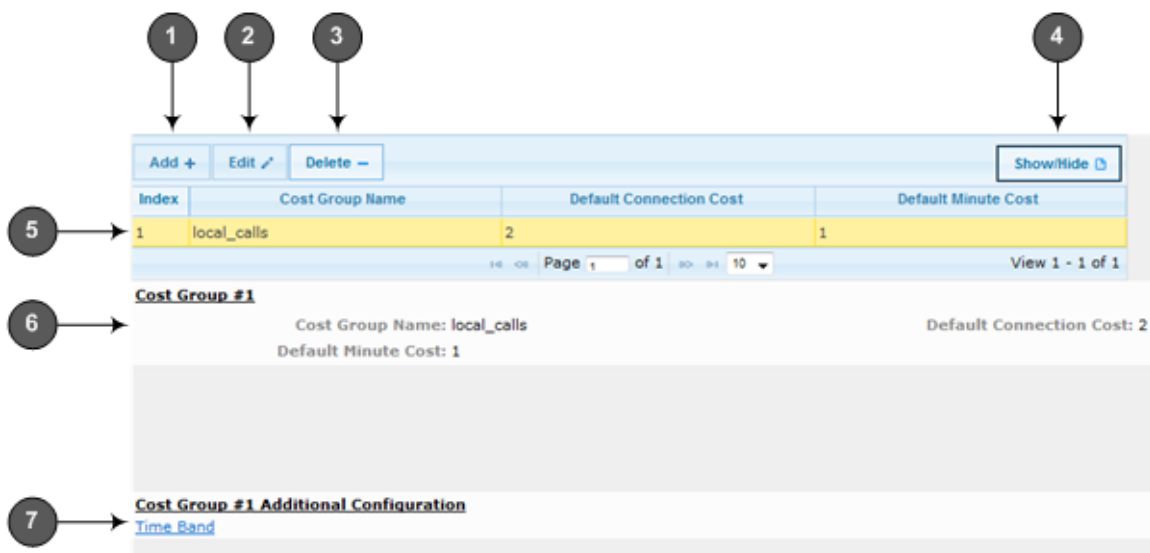 1 2 3 4
Add + Edit Delete − Show/Hide
Index Cost Group Name Default Connection Cost Default Minute Cost
5 1 local_calls 2 1
Page 1 of 1 10 View 1 - 1 of 1
Cost Group #1
6 Cost Group Name: local_calls Default Connection Cost: 2
Default Minute Cost: 1
Cost Group #1 Additional Configuration
7 Time Band